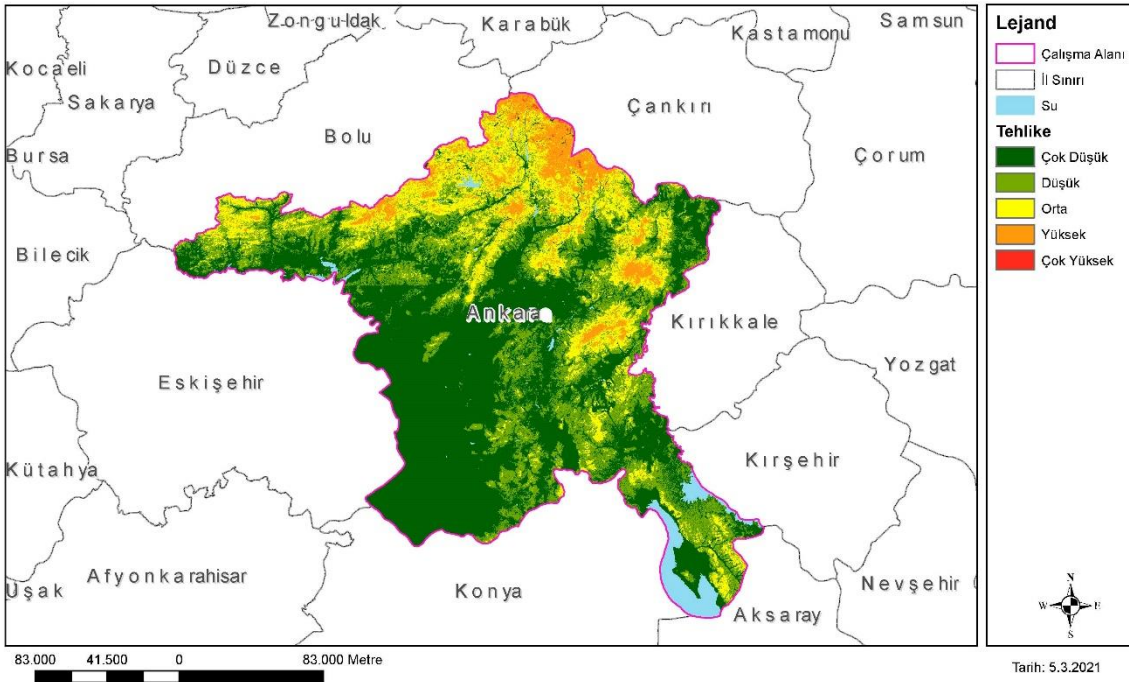 Zonguldak
Karabük
Kastamonu
Samsun
Kocaeli
Düzce
Sakarya
Çankırı
Bolu
Bursa
Çorum
Bilecik
Ankara
Kırıkkale
Yozgat
Eskişehir
Kütahya
Kırşehir
Afyonkarahisar
Uşak
Konya
Nevşehir
Aksaray
Lejand
Çalışma Alanı
İl Sınırı
Su
Tehlike
Çok Düşük
Düşük
Orta
Yüksek
Çok Yüksek
N
W E
S
83.000 41.500 0 83.000 Metre
Tarih: 5.3.2021